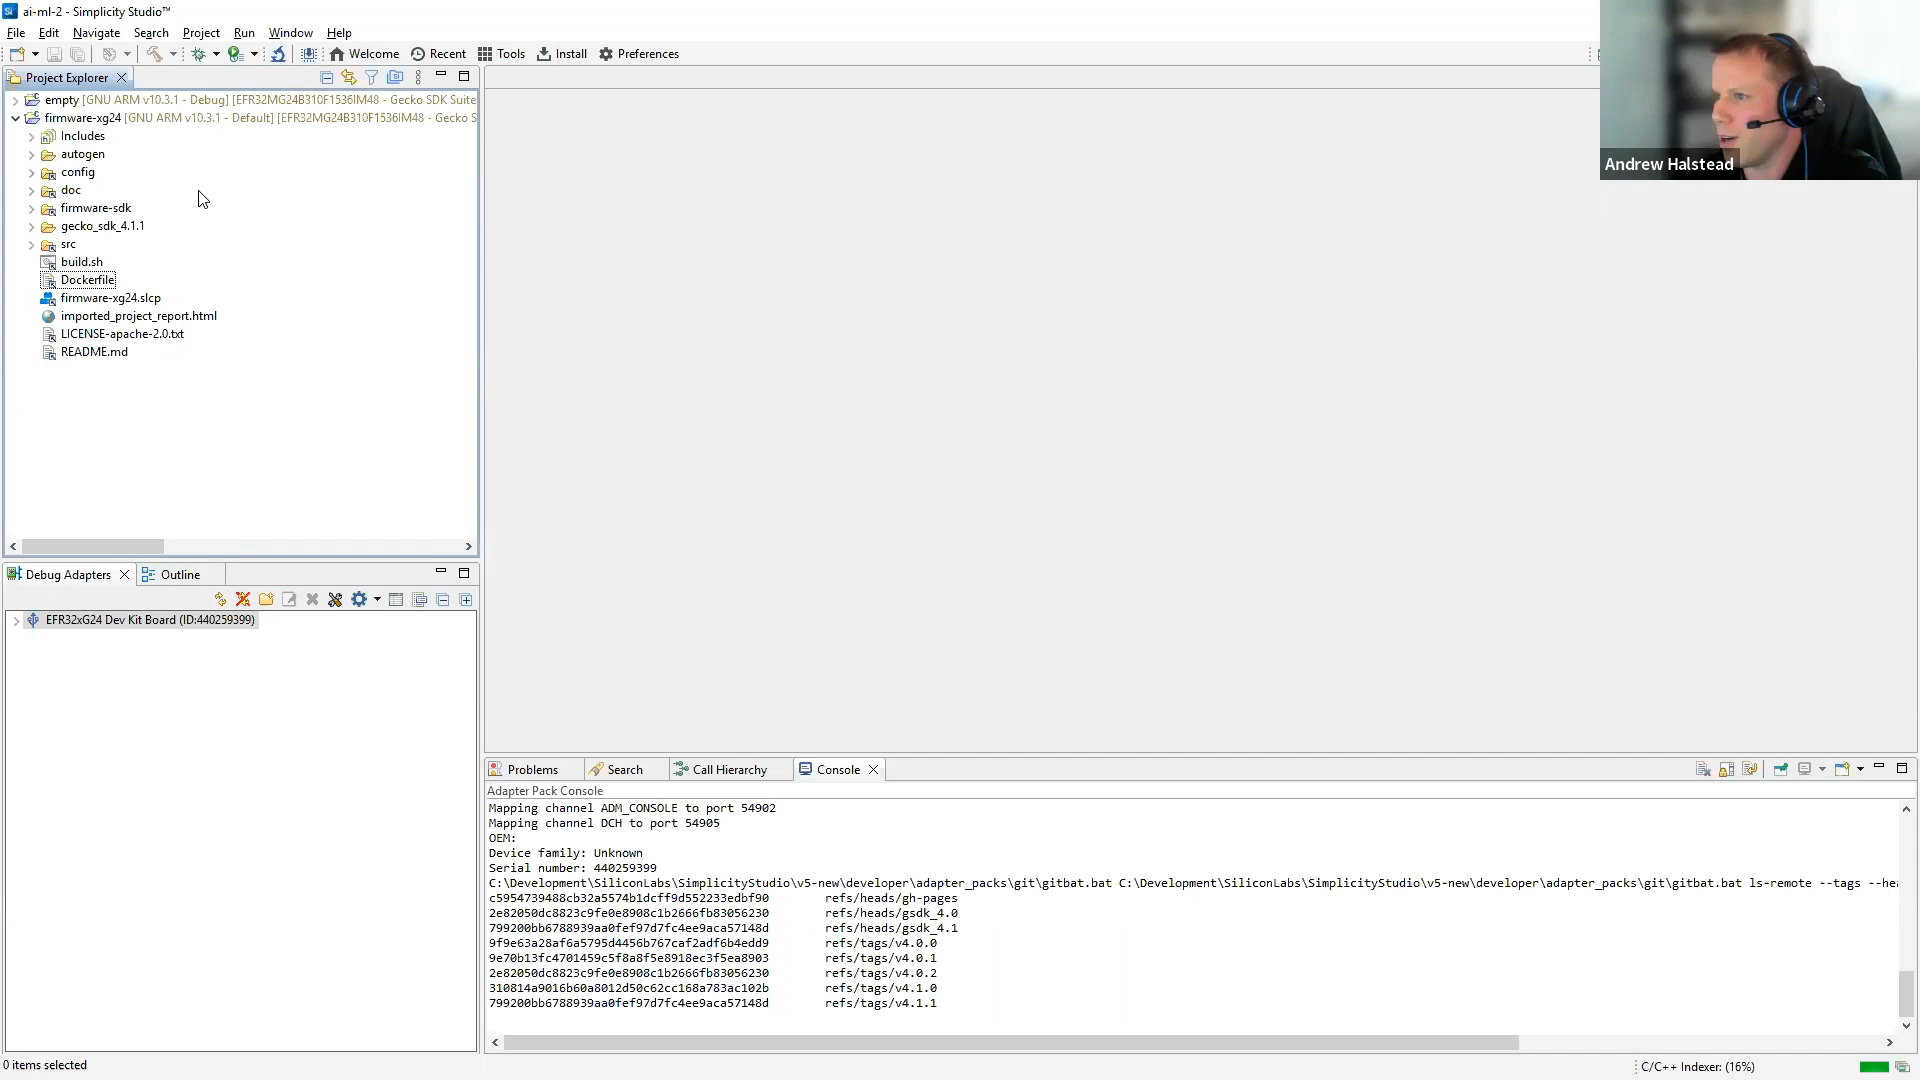 ai-ml-2 - Simplicity Studio™
File Edit Navigate Search Project Run Window Help
Welcome Recent Tools Install Preferences
Project Explorer
empty [GNU ARM v10.3.1 - Debug] [EFR32MG24B310F1536IM48 - Gecko SDK Suite
firmware-xg24 [GNU ARM v10.3.1 - Default] [EFR32MG24B310F1536IM48 - Gecko S
Includes
autogen
config
doc
firmware-sdk
gecko_sdk_4.1.1
src
build.sh
Dockerfile
firmware-xg24.slcp
imported_project_report.html
LICENSE-apache-2.0.txt
README.md
Andrew Halstead
Debug Adapters Outline
EFR32xG24 Dev Kit Board (ID:440259399)
Problems Search Call Hierarchy Console
Adapter Pack Console
Mapping channel ADM_CONSOLE to port 54902
Mapping channel DCH to port 54905
OEM:
Device family: Unknown
Serial number: 440259399
C:\Development\SiliconLabs\SimplicityStudio\v5-new\developer\adapter_packs\git\gitbat.bat C:\Development\SiliconLabs\SimplicityStudio\v5-new\developer\adapter_packs\git\gitbat.bat ls-remote --tags --hea
c5954739488cb32a5574b1dcff9d552233edbf90 refs/heads/gh-pages
2e82050dc8823c9fe0e8908c1b2666fb83056230 refs/heads/gsdk_4.0
799200bb6788939aa0fef97d7fc4ee9aca57148d refs/heads/gsdk_4.1
9f9e63a28af6a5795d4456b767caf2adf6b4edd9 refs/tags/v4.0.0
9e70b13fc4701459c5f8a8f5e8918ec3f5ea8903 refs/tags/v4.0.1
2e82050dc8823c9fe0e8908c1b2666fb83056230 refs/tags/v4.0.2
310814a9016b60a8012d50c62cc168a783ac102b refs/tags/v4.1.0
799200bb6788939aa0fef97d7fc4ee9aca57148d refs/tags/v4.1.1
0 items selected
C/C++ Indexer: (16%)